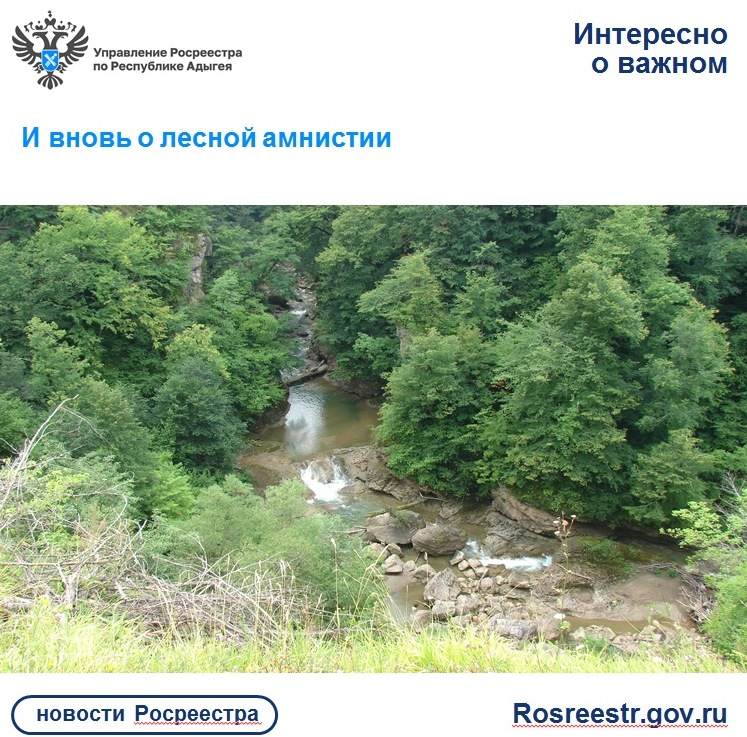 Управление Росреестра
по Республике Адыгея
Интересно
о важном
И вновь о лесной амнистии
новости Росреестра
Rosreestr.gov.ru